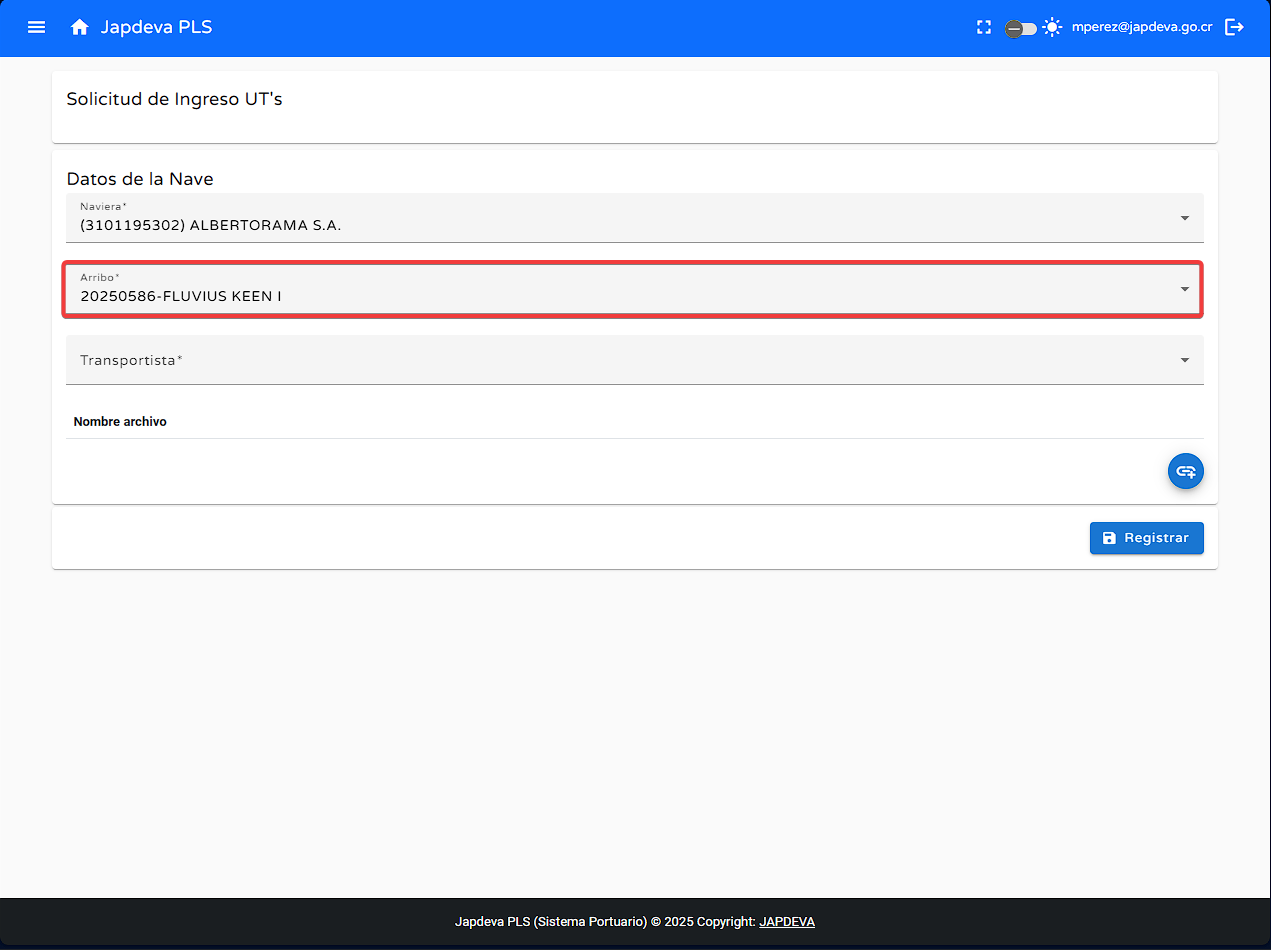 Japdeva PLS
mperez@japdeva.go.cr
Solicitud de Ingreso UT's
Datos de la Nave
Naviera*
(3101195302) ALBERTORAMA S.A.
Arribo*
20250586-FLUVIUS KEEN I
Transportista*
Nombre archivo
Registrar
Japdeva PLS (Sistema Portuario) © 2025 Copyright: JAPDEVA